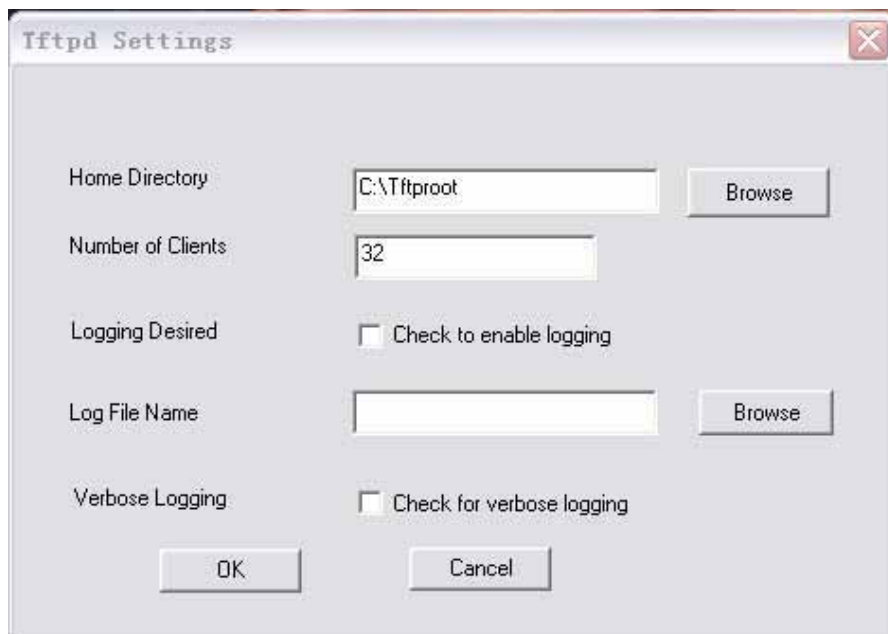 Tftpd Settings
Home Directory
C:\Tftproot
Browse
Number of Clients
32
Logging Desired
Check to enable logging
Log File Name
Browse
Verbose Logging
Check for verbose logging
OK
Cancel